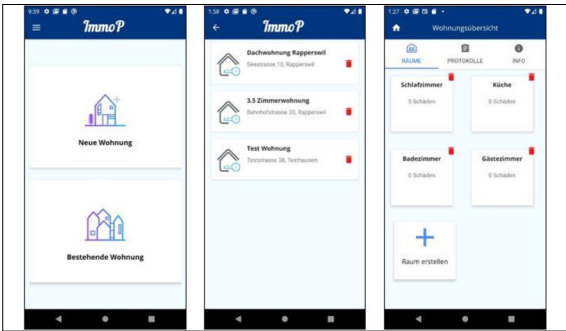 9:59
ImmoP
Neue Wohnung
Bestehende Wohnung
1:58
ImmoP
Dachwohnung Rapperswil
Seestrasse 10, Rapperswil
3.5 Zimmerwohnung
Bahnhofstrasse 33, Rapperswil
Test Wohnung
Teststrasse 38, Testhausen
1:27
Wohnungsübersicht
RÄUME PROTOKOLLE INFO
Schlafzimmer Küche
5 Schäden 0 Schäden
Badezimmer Gästezimmer
0 Schäden 0 Schäden
Raum erstellen